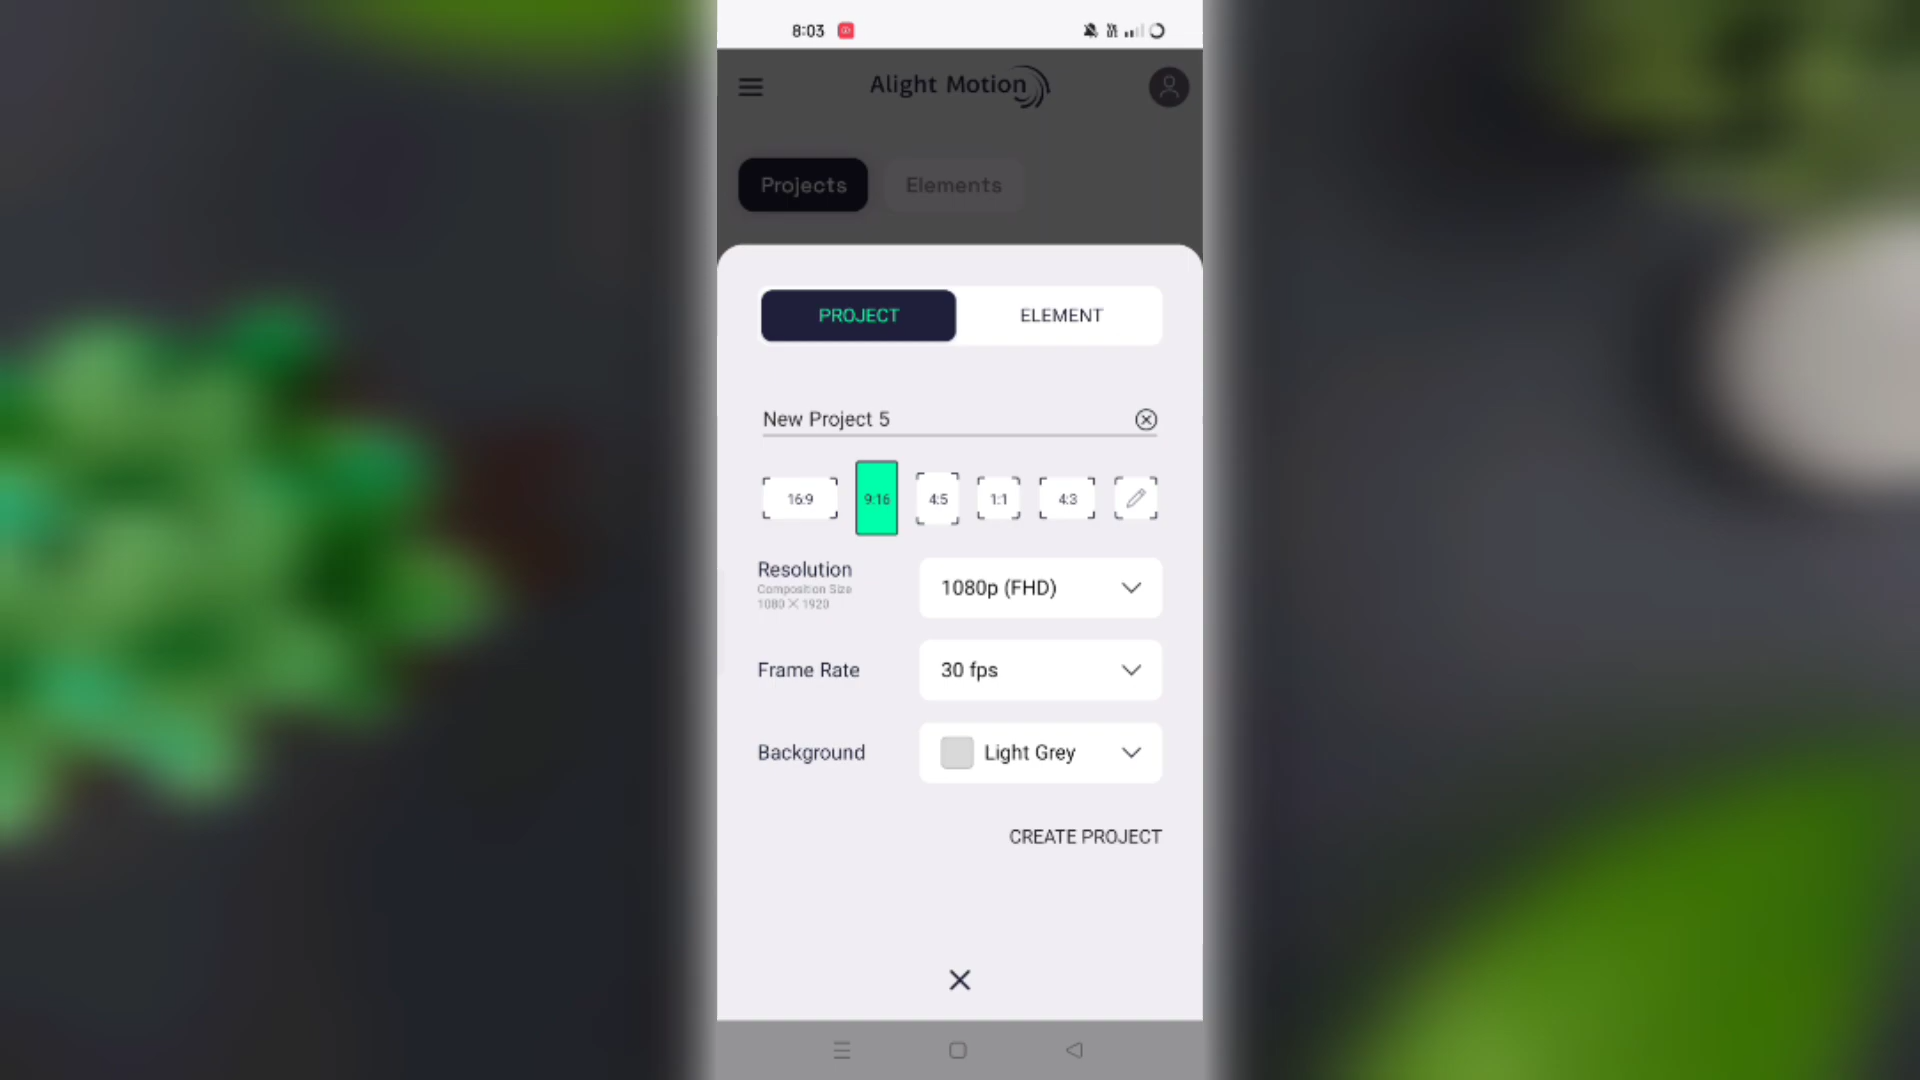 8:03
Alight Motion
Projects
Elements
PROJECT
ELEMENT
New Project 5
16:9
9:16
4:5
1:1
4:3
Resolution
Composition Size
1080 X 1920
1080p (FHD)
Frame Rate
30 fps
Background
Light Grey
CREATE PROJECT